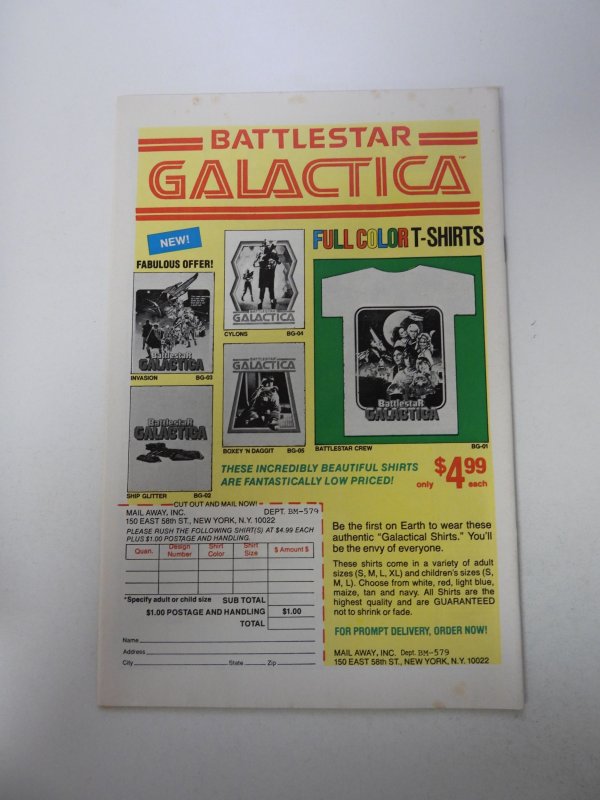 BATTLESTAR
GALACTICA™
NEW!
FABULOUS OFFER!
FULL COLOR T-SHIRTS
Battlestar
GALACTICA
INVASION BG-03
GALACTICA
CYLONS BG-04
BATTLESTAR
GALACTICA
BOXEY 'N DAGGIT BG-05
Battlestar
GALACTICA
SHIP GLITTER BG-02
Battlestar
GALACTICA
BATTLESTAR CREW BG-01
THESE INCREDIBLY BEAUTIFUL SHIRTS
ARE FANTASTICALLY LOW PRICED!
only $4.99 each
CUT OUT AND MAIL NOW!
MAIL AWAY, INC. DEPT. BM-579
150 EAST 58th ST., NEW YORK, N.Y. 10022
PLEASE RUSH THE FOLLOWING SHIRT(S) AT $4.99 EACH
PLUS $1.00 POSTAGE AND HANDLING.
Quan. Design Number Shirt Color Shirt Size $ Amount $
*Specify adult or child size SUB TOTAL
$1.00 POSTAGE AND HANDLING $1.00
TOTAL
Name
Address
City State Zip
Be the first on Earth to wear these
authentic "Galactical Shirts." You'll
be the envy of everyone.
These shirts come in a variety of adult
sizes (S, M, L, XL) and children's sizes (S,
M, L). Choose from white, red, light blue,
maize, tan and navy. All Shirts are the
highest quality and are GUARANTEED
not to shrink or fade.
FOR PROMPT DELIVERY, ORDER NOW!
MAIL AWAY, INC. Dept. BM-579
150 EAST 58th ST., NEW YORK, N.Y. 10022